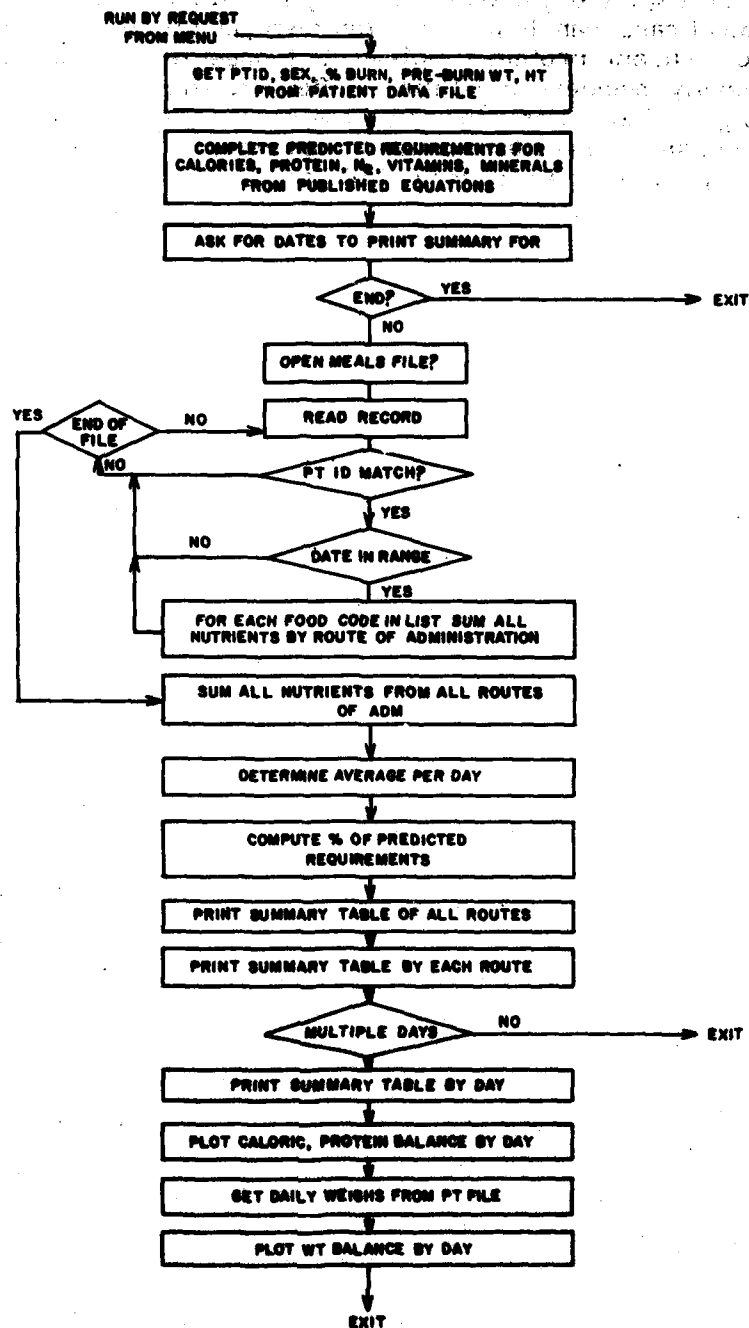 RUN BY REQUEST
FROM MENU
GET PTID, SEX, % BURN, PRE-BURN WT, HT
FROM PATIENT DATA FILE
COMPLETE PREDICTED REQUIREMENTS FOR
CALORIES, PROTEIN, N2, VITAMINS, MINERALS
FROM PUBLISHED EQUATIONS
ASK FOR DATES TO PRINT SUMMARY FOR
END?
YES
EXIT
NO
OPEN MEALS FILE?
YES
END OF
FILE
NO
READ RECORD
NO
PT ID MATCH?
YES
NO
DATE IN RANGE
YES
FOR EACH FOOD CODE IN LIST SUM ALL
NUTRIENTS BY ROUTE OF ADMINISTRATION
SUM ALL NUTRIENTS FROM ALL ROUTES
OF ADM
DETERMINE AVERAGE PER DAY
COMPUTE % OF PREDICTED
REQUIREMENTS
PRINT SUMMARY TABLE OF ALL ROUTES
PRINT SUMMARY TABLE BY EACH ROUTE
MULTIPLE DAYS
NO
EXIT
PRINT SUMMARY TABLE BY DAY
PLOT CALORIC, PROTEIN BALANCE BY DAY
GET DAILY WEIGHS FROM PT FILE
PLOT WT BALANCE BY DAY
EXIT